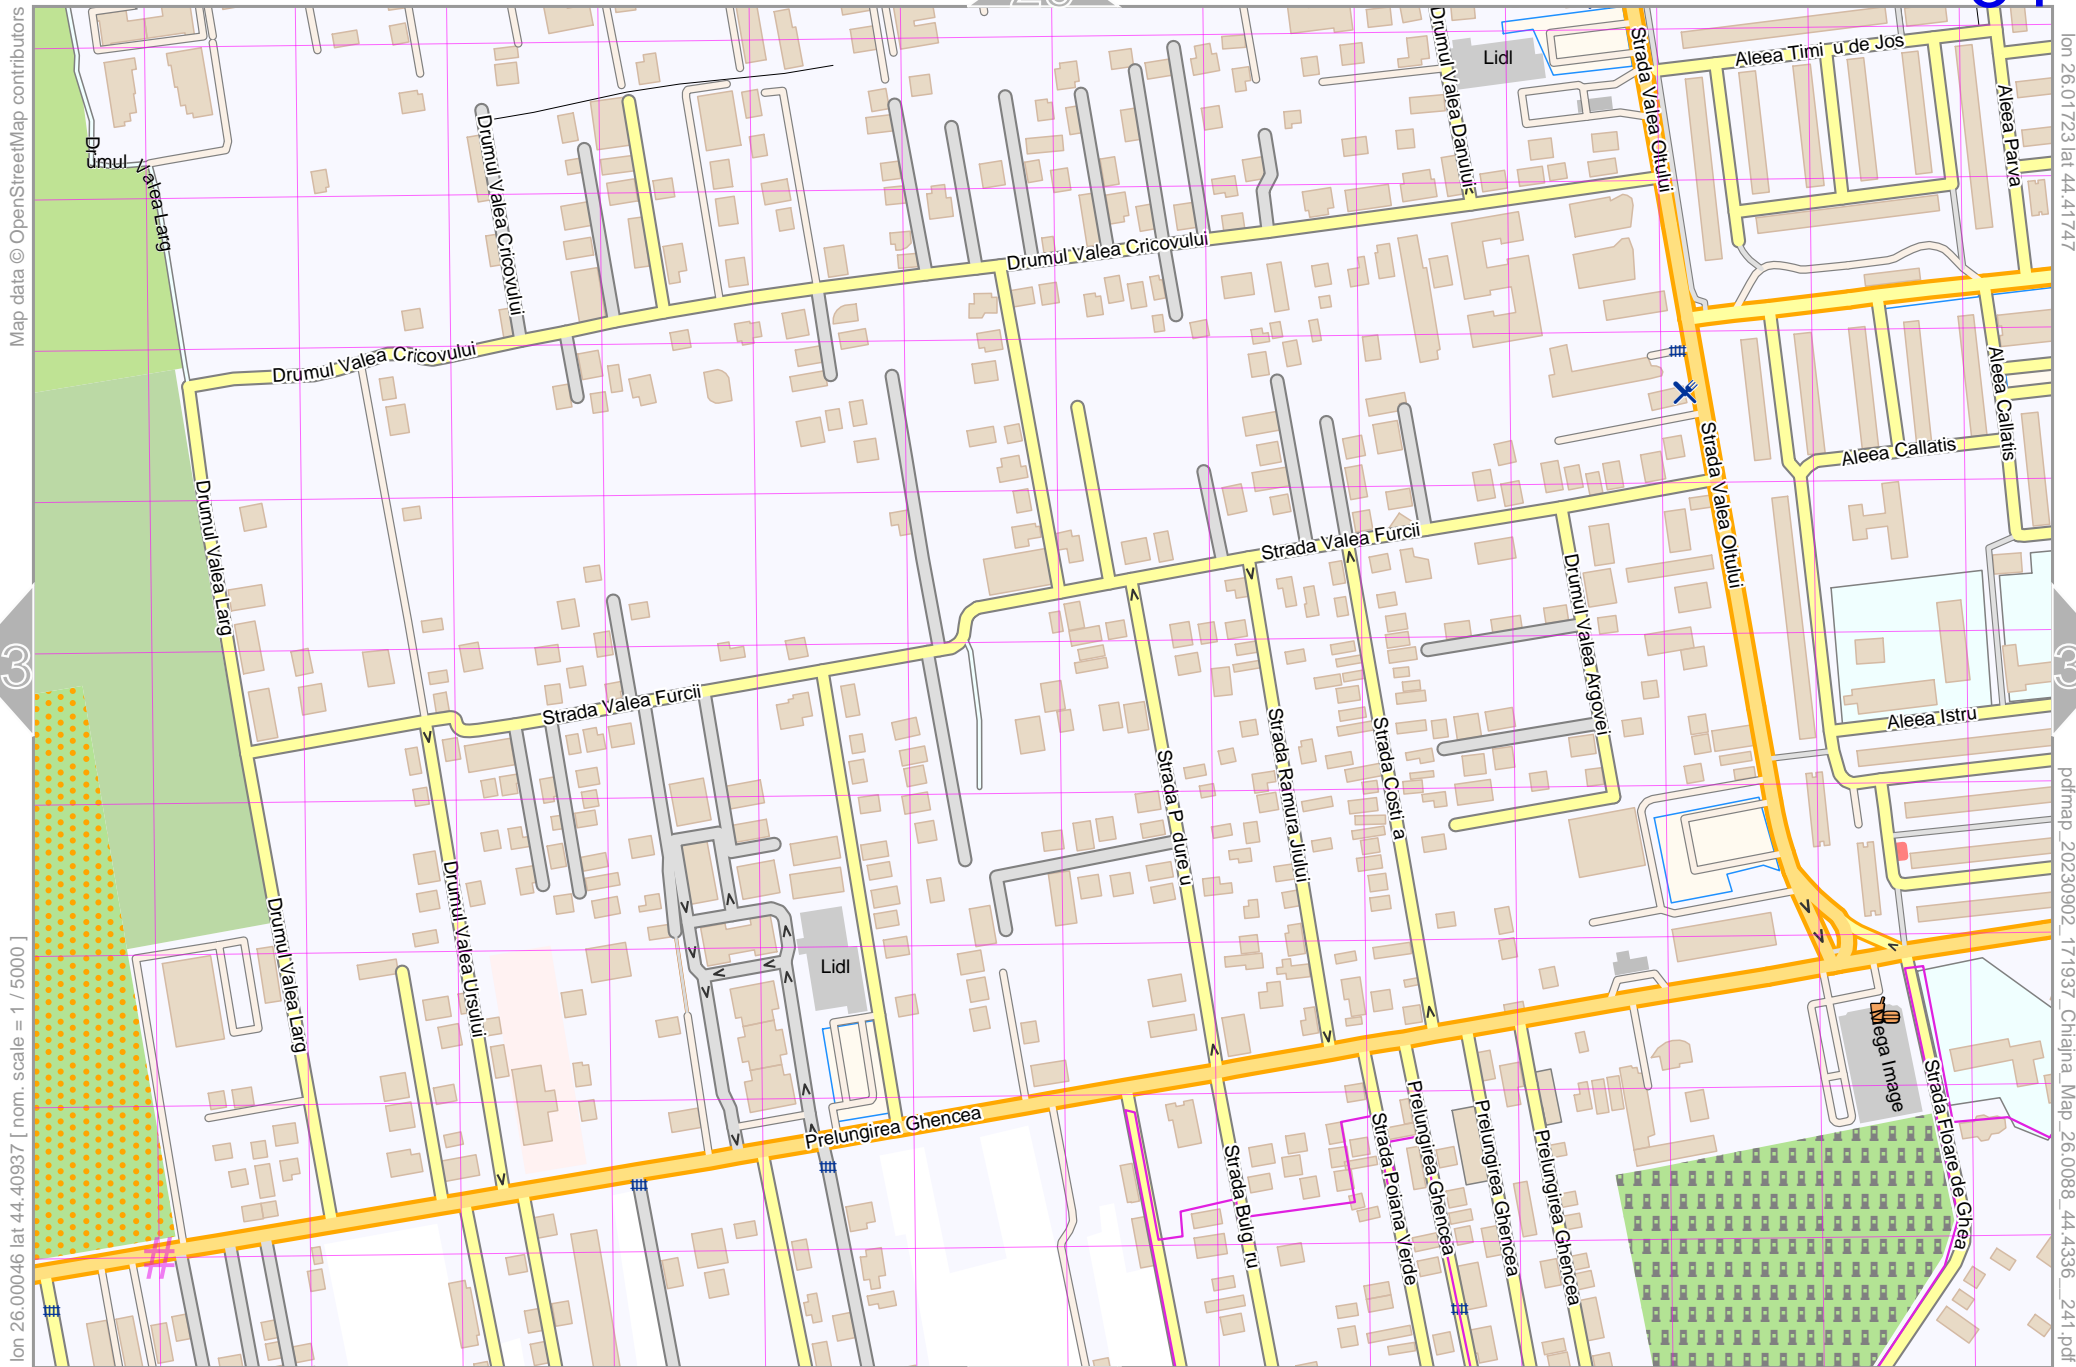 Map data © OpenStreetMap contributors
lon 26.00046 lat 44.40937 [ nom. scale = 1 / 5000 ]
lon 26.01723 lat 44.41747
pdfmap_20230902_171937_Chiajna_Map_26.0088_44.4336__241.pdf
3
Lidl
Aleea Timi u de Jos
Strada Valea Oltului
Drumul Valea Danului
Aleea Parva
Drumul Valea Larg
Drumul Valea Cricovului
Drumul Valea Cricovului
Drumul Valea Cricovului
Aleea Callatis
Aleea Callatis
Strada Valea Oltului
Drumul Valea Larg
Strada Valea Furcii
Drumul Valea Argovei
Strada Valea Furcii
Aleea Istru
Strada P dure u
Strada Ramura Jiului
Strada Costi a
Drumul Valea Ursului
Drumul Valea Larg
Lidl
Mega Image
Strada Floare de Ghea
Prelungirea Ghencea
Strada Bulg ru
Strada Poiana Verde
Prelungirea Ghencea
Prelungirea Ghencea
Prelungirea Ghencea